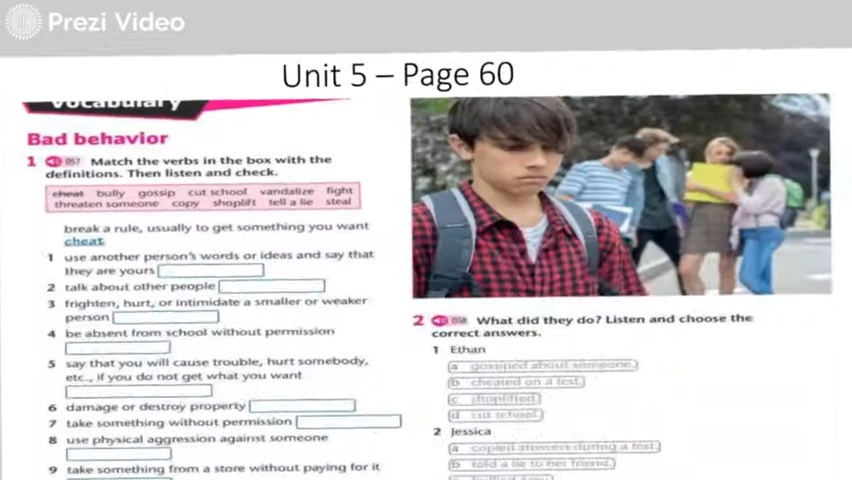 Prezi Video
Unit 5 – Page 60
Vocabulary
Bad behavior
1 057 Match the verbs in the box with the
definitions. Then listen and check.
cheat bully gossip cut school vandalize fight
threaten someone copy shoplift tell a lie steal
break a rule, usually to get something you want
cheat
1 use another person's words or ideas and say that
they are yours
2 talk about other people
3 frighten, hurt, or intimidate a smaller or weaker
person
4 be absent from school without permission
5 say that you will cause trouble, hurt somebody,
etc., if you do not get what you want
6 damage or destroy property
7 take something without permission
8 use physical aggression against someone
9 take something from a store without paying for it
2 058 What did they do? Listen and choose the
correct answers.
1 Ethan
a gossiped about someone.
b cheated on a test.
c shoplifted.
d cut school.
2 Jessica
a copied answers during a test.
b told a lie to her friend.